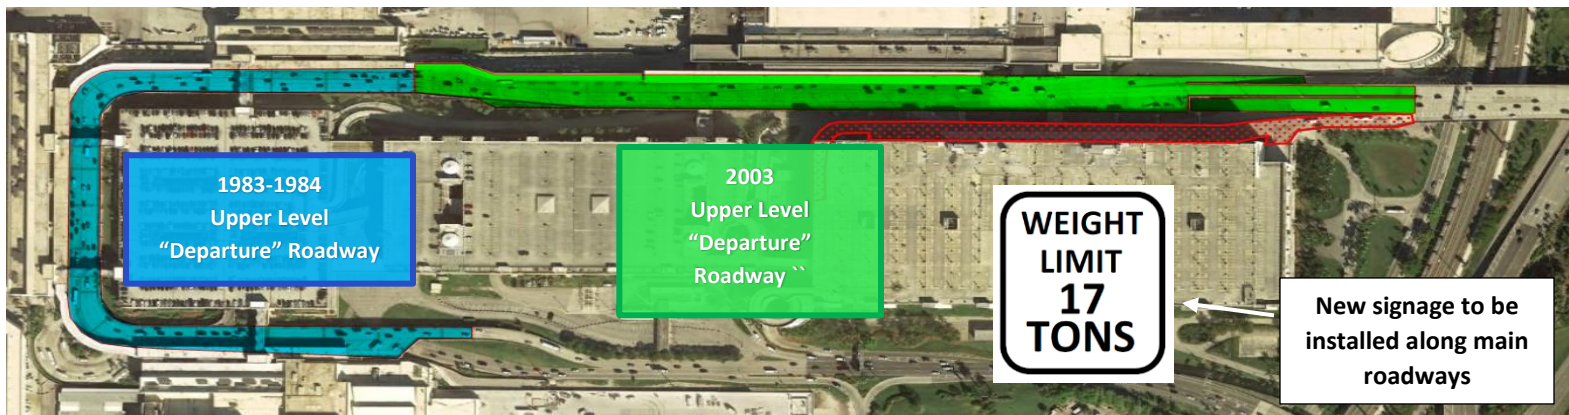 1983-1984
Upper Level
“Departure” Roadway
2003
Upper Level
“Departure”
Roadway ``
WEIGHT
LIMIT
17
TONS
New signage to be
installed along main
roadways